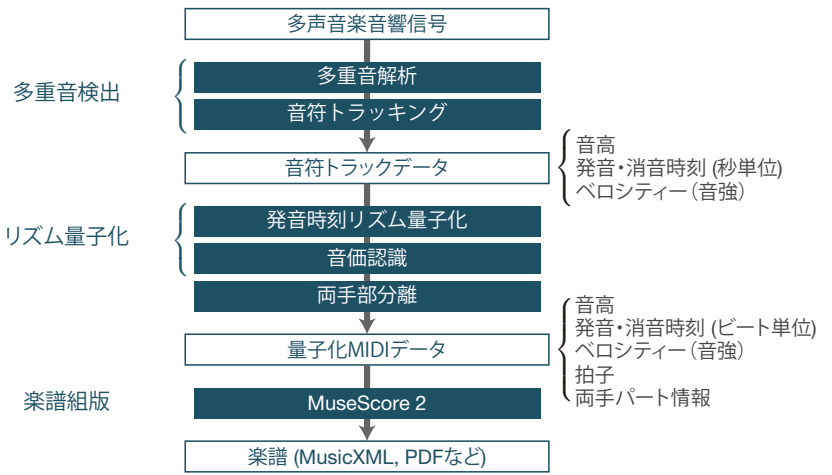 多声音楽音響信号
多重音検出
多重音解析
音符トラッキング
音符トラックデータ
音高
発音・消音時刻 (秒単位)
ベロシティー（音強）
リズム量子化
発音時刻リズム量子化
音価認識
両手部分離
量子化MIDIデータ
音高
発音・消音時刻 (ビート単位)
ベロシティー（音強）
拍子
両手パート情報
楽譜組版
MuseScore 2
楽譜 (MusicXML, PDFなど)